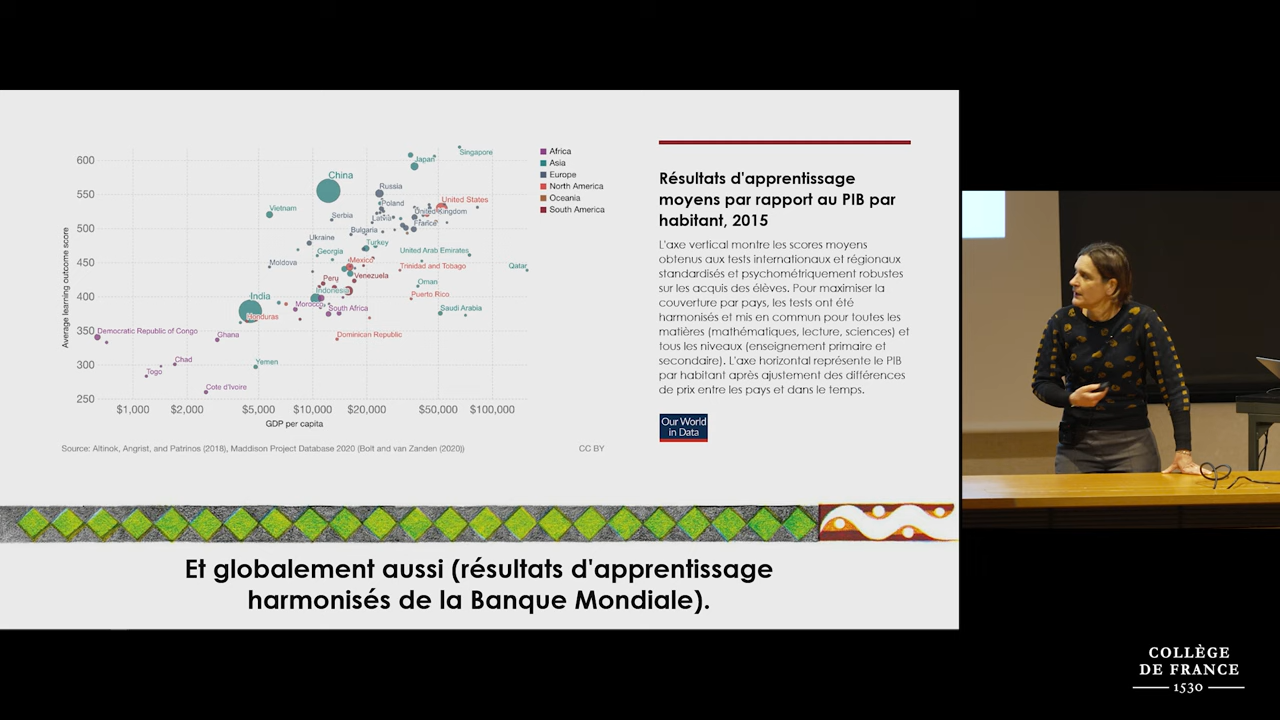 600
550
500
450
400
350
300
250
Average learning outcome score
$1,000
$2,000
$5,000
$10,000
$20,000
$50,000
$100,000
GDP per capita
Singapore
Japan
China
Russia
United States
Poland
Vietnam
Serbia
Latvia
United Kingdom
France
Bulgaria
Ukraine
Turkey
Georgia
United Arab Emirates
Moldova
Mexico
Trinidad and Tobago
Qatar
Peru
Venezuela
Oman
Indonesia
Puerto Rico
India
Morocco
South Africa
Saudi Arabia
Honduras
Democratic Republic of Congo
Ghana
Dominican Republic
Chad
Yemen
Togo
Cote d'Ivoire
Africa
Asia
Europe
North America
Oceania
South America
Source: Altinok, Angrist, and Patrinos (2018), Maddison Project Database 2020 (Bolt and van Zanden (2020))
CC BY
Résultats d'apprentissage
moyens par rapport au PIB par
habitant, 2015
L'axe vertical montre les scores moyens
obtenus aux tests internationaux et régionaux
standardisés et psychométriquement robustes
sur les acquis des élèves. Pour maximiser la
couverture par pays, les tests ont été
harmonisés et mis en commun pour toutes les
matières (mathématiques, lecture, sciences) et
tous les niveaux (enseignement primaire et
secondaire). L'axe horizontal représente le PIB
par habitant après ajustement des différences
de prix entre les pays et dans le temps.
Our World
in Data
Et globalement aussi (résultats d'apprentissage
harmonisés de la Banque Mondiale).
COLLÈGE
DE FRANCE
1530